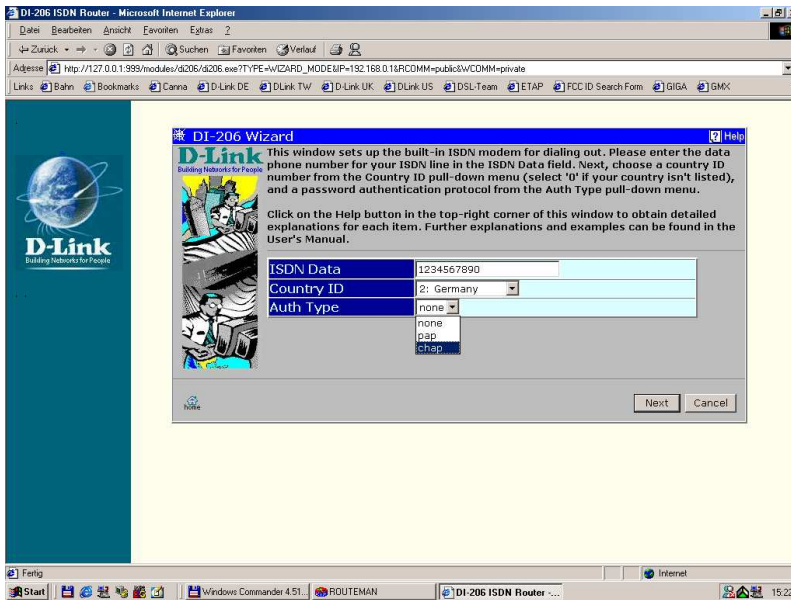 DI-206 ISDN Router - Microsoft Internet Explorer
Datei Bearbeiten Ansicht Favoriten Extras ?
Zurück Suchen Favoriten Verlauf
Adresse http://127.0.0.1:999/modules/di206/di206.exe?TYPE=WIZARD_MODE&IP=192.168.0.1&RCOMM=public&WCOMM=private
Links Bahn Bookmarks Canna D-Link DE DLink TW D-Link UK DLink US DSL-Team ETAP FCC ID Search Form GIGA GMX
DI-206 Wizard
? Help
D-Link
Building Networks for People
This window sets up the built-in ISDN modem for dialing out. Please enter the data
phone number for your ISDN line in the ISDN Data field. Next, choose a country ID
number from the Country ID pull-down menu (select '0' if your country isn't listed),
and a password authentication protocol from the Auth Type pull-down menu.
Click on the Help button in the top-right corner of this window to obtain detailed
explanations for each item. Further explanations and examples can be found in the
User's Manual.
D-Link
Building Networks for People
ISDN Data 1234567890
Country ID 2: Germany
Auth Type none
none
pap
chap
home
Next Cancel
Fertig
Internet
Start Windows Commander 4.51... ROUTEMAN DI-206 ISDN Router -... 15:22